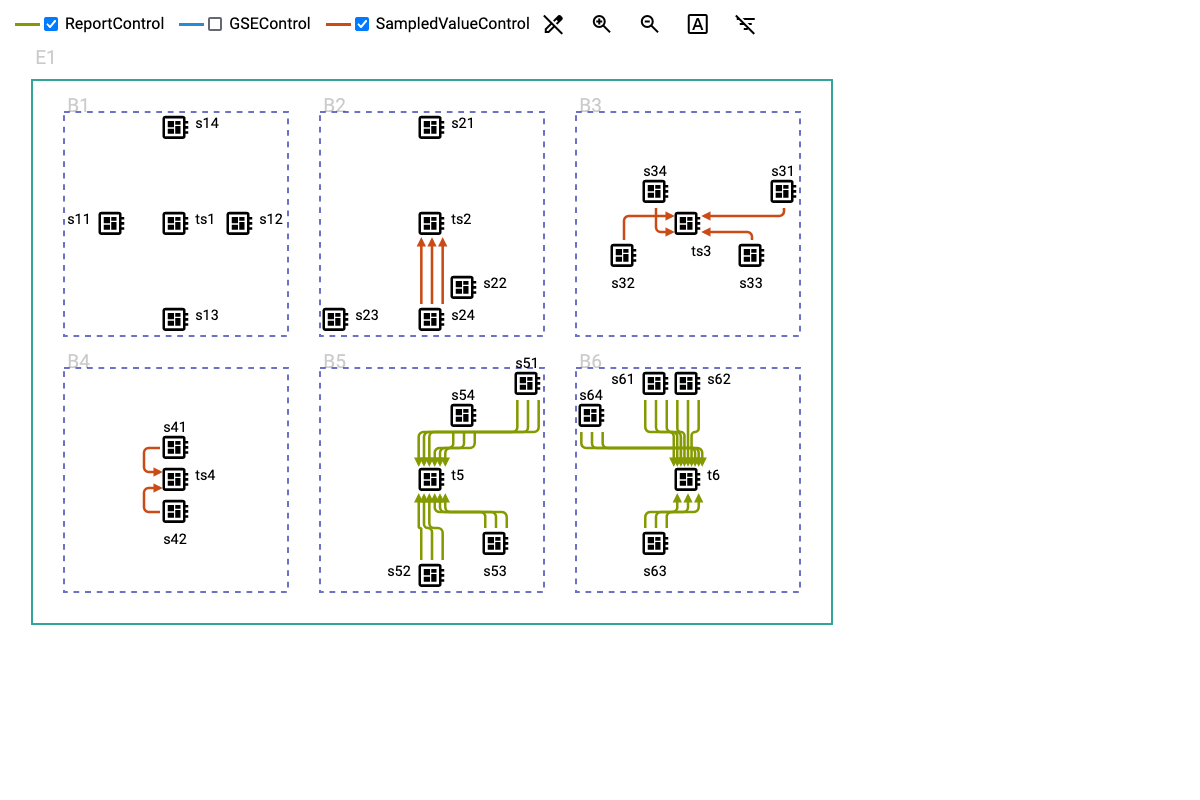 ReportControl GSEControl SampledValueControl A
E1
B1 B2 B3
s14 s21
s34 s31
s11 ts1 s12 ts2
ts3
s22 s32 s33
s13 s23 s24
B4 B5 s51 B6
s61 s62
s54 s64
s41
ts4 t5 t6
s42
s52 s53 s63